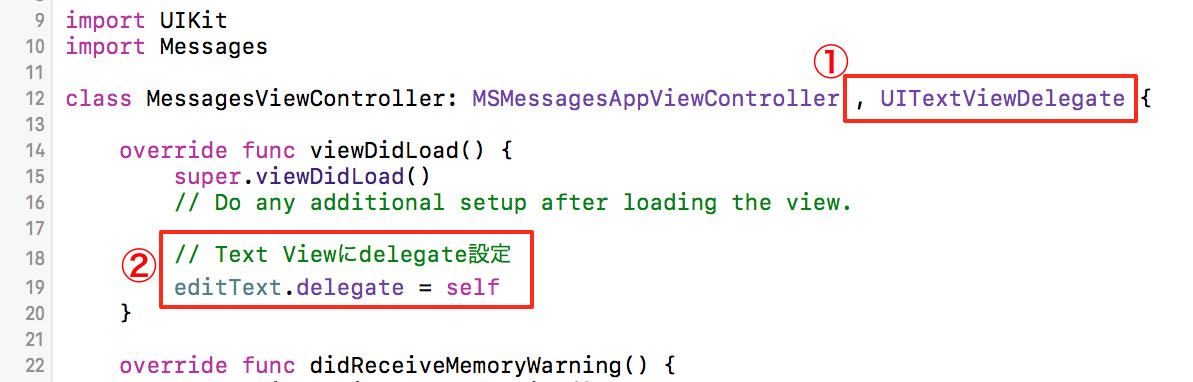 9 import UIKit
10 import Messages
11
①
12 class MessagesViewController: MSMessagesAppViewController , UITextViewDelegate {
13
14 override func viewDidLoad() {
15 super.viewDidLoad()
16 // Do any additional setup after loading the view.
17
② 18 // Text Viewにdelegate設定
19 editText.delegate = self
20 }
21
22 override func didReceiveMemoryWarning() {